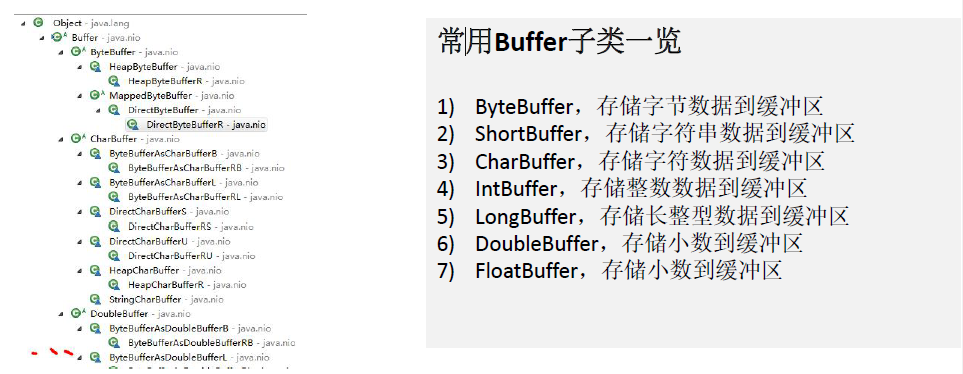 Object - java.lang
Buffer - java.nio
ByteBuffer - java.nio
HeapByteBuffer - java.nio
HeapByteBufferR - java.nio
MappedByteBuffer - java.nio
DirectByteBuffer - java.nio
DirectByteBufferR - java.nio
CharBuffer - java.nio
ByteBufferAsCharBufferB - java.nio
ByteBufferAsCharBufferRB - java.nio
ByteBufferAsCharBufferL - java.nio
ByteBufferAsCharBufferRL - java.nio
DirectCharBufferS - java.nio
DirectCharBufferRS - java.nio
DirectCharBufferU - java.nio
DirectCharBufferRU - java.nio
HeapCharBuffer - java.nio
HeapCharBufferR - java.nio
StringCharBuffer - java.nio
DoubleBuffer - java.nio
ByteBufferAsDoubleBufferB - java.nio
ByteBufferAsDoubleBufferRB - java.nio
ByteBufferAsDoubleBufferL - java.nio
常用Buffer子类一览
1) ByteBuffer，存储字节数据到缓冲区
2) ShortBuffer，存储字符串数据到缓冲区
3) CharBuffer，存储字符数据到缓冲区
4) IntBuffer，存储整数数据到缓冲区
5) LongBuffer，存储长整型数据到缓冲区
6) DoubleBuffer，存储小数到缓冲区
7) FloatBuffer，存储小数到缓冲区